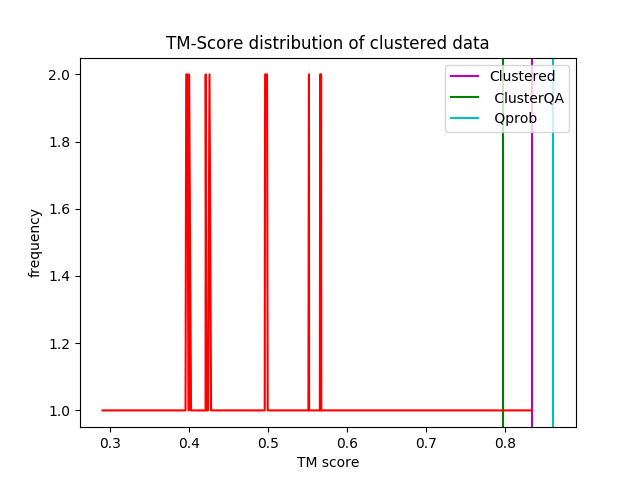 TM-Score distribution of clustered data
Clustered
ClusterQA
Qprob
2.0
1.8
1.6
1.4
1.2
1.0
frequency
0.3 0.4 0.5 0.6 0.7 0.8
TM score